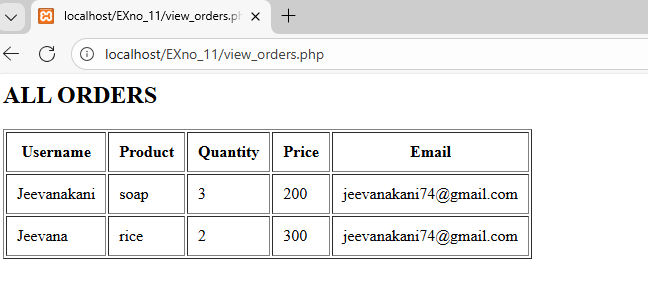 localhost/EXno_11/view_orders.ph
localhost/EXno_11/view_orders.php
ALL ORDERS
Username Product Quantity Price Email
Jeevanakani soap 3 200 jeevanakani74@gmail.com
Jeevana rice 2 300 jeevanakani74@gmail.com